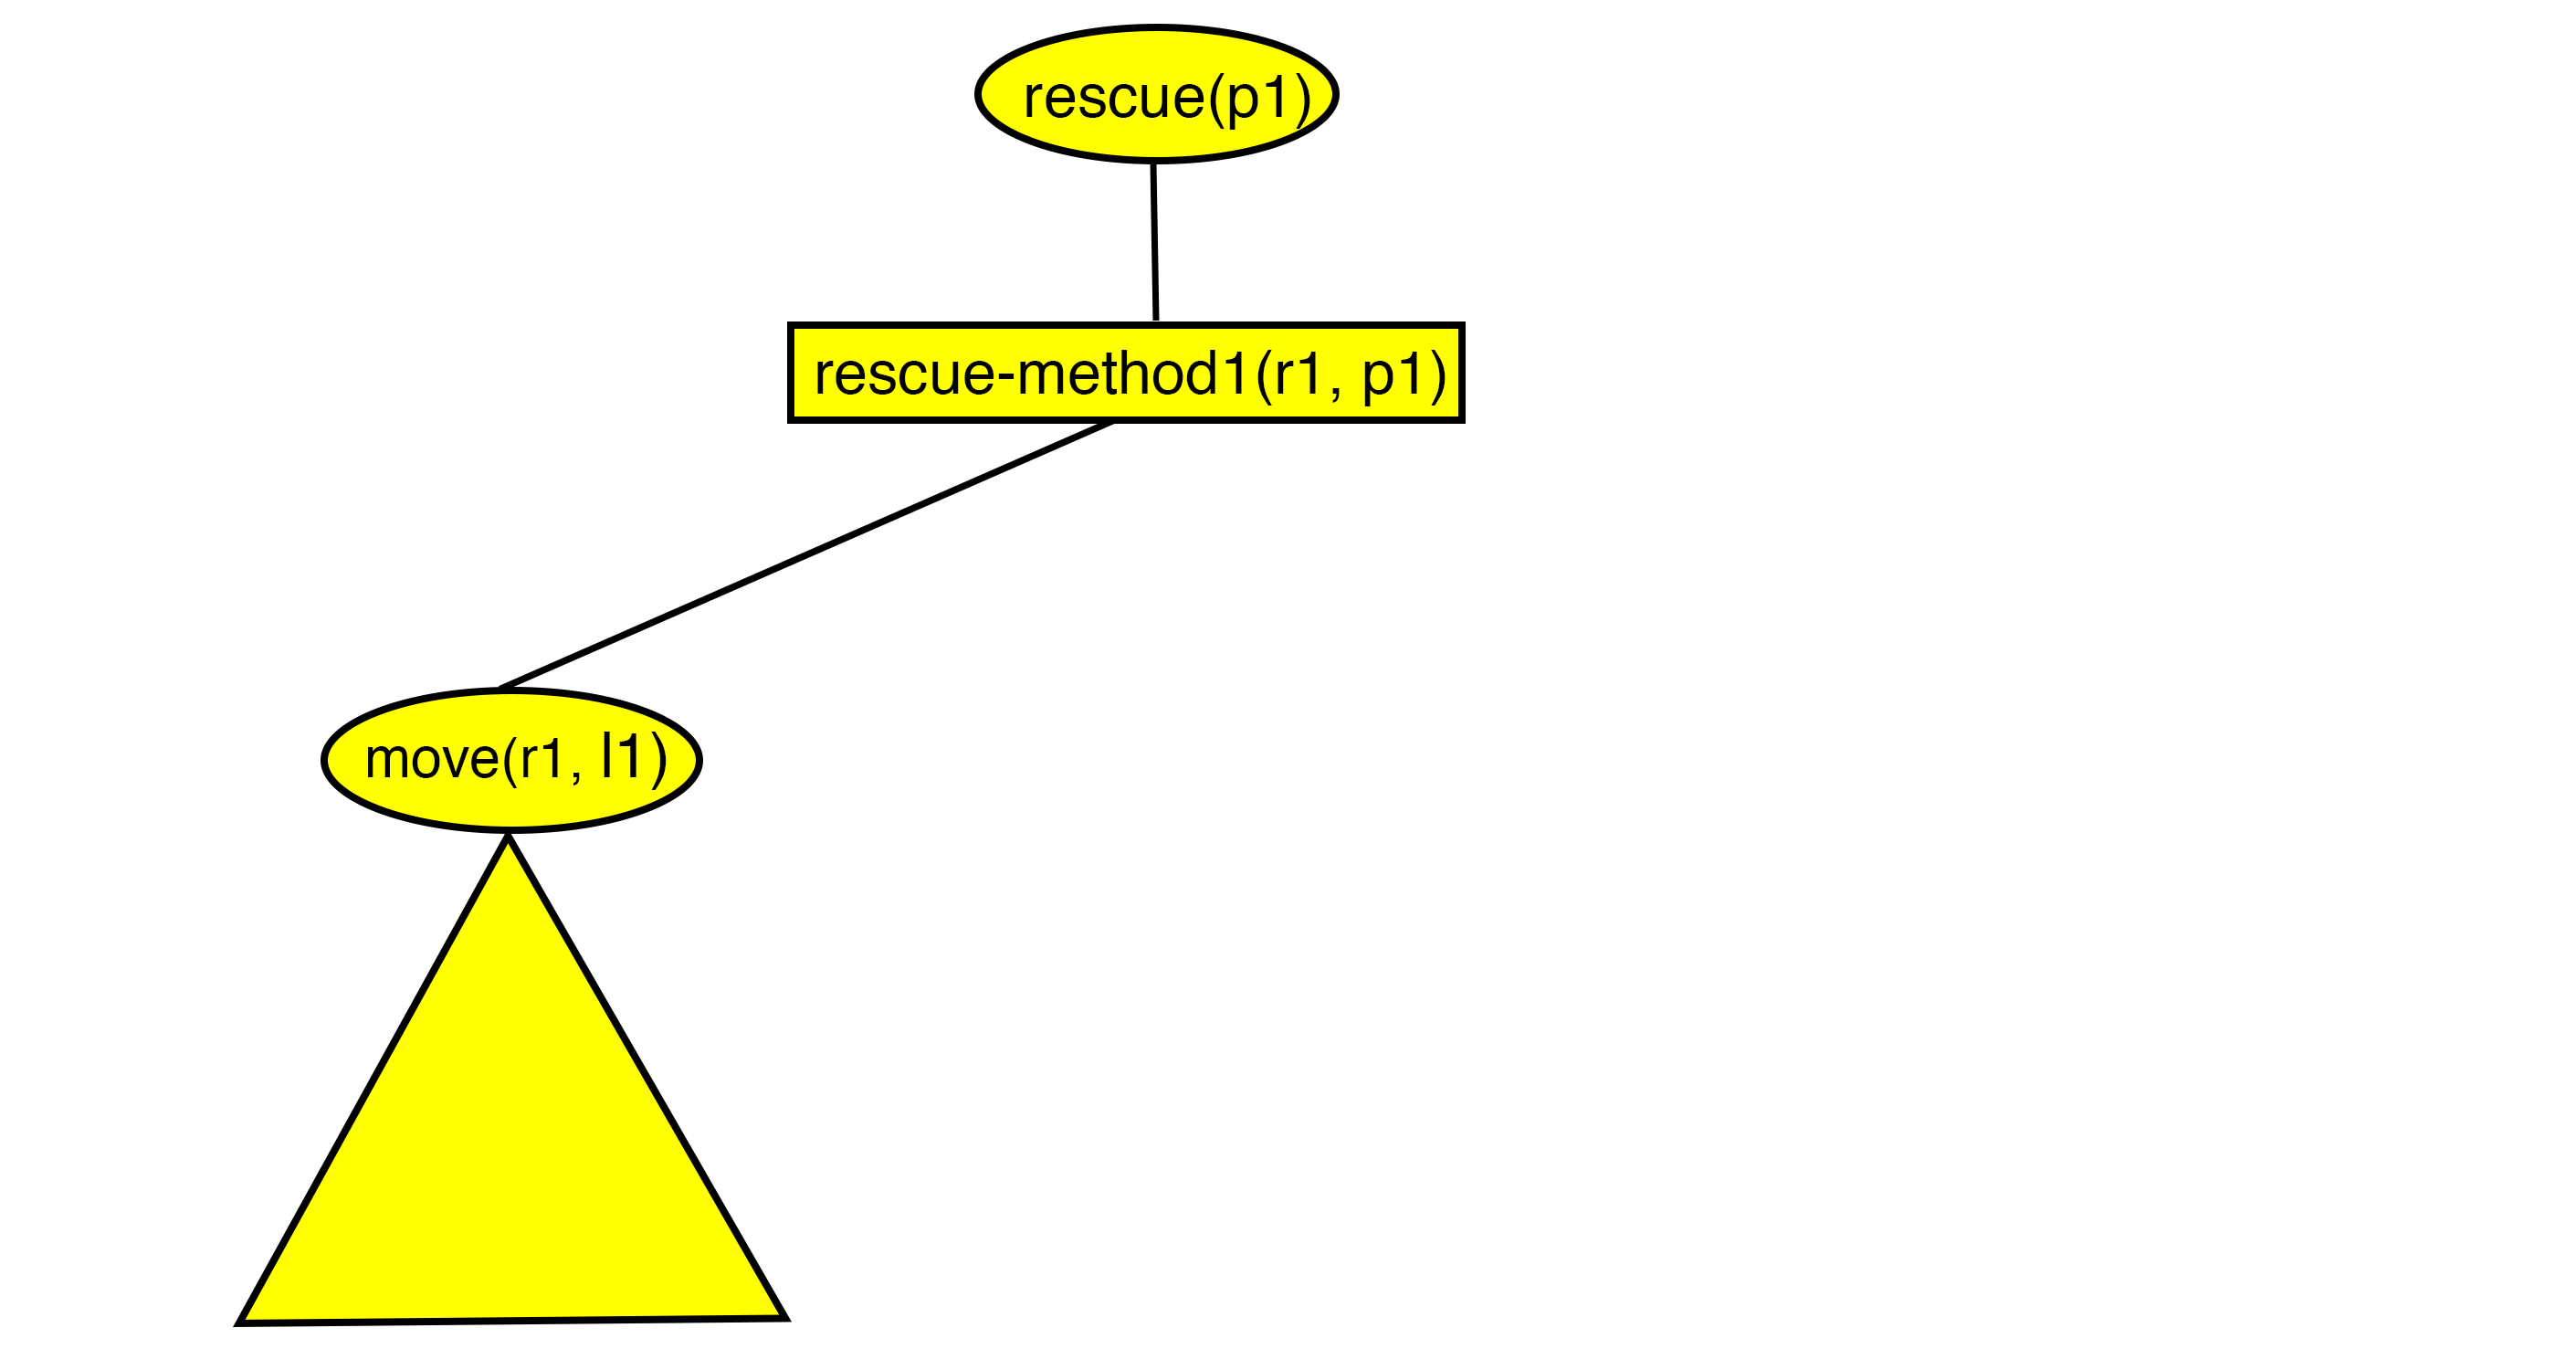 rescue(p1)
rescue-method1(r1, p1)
move(r1, l1)